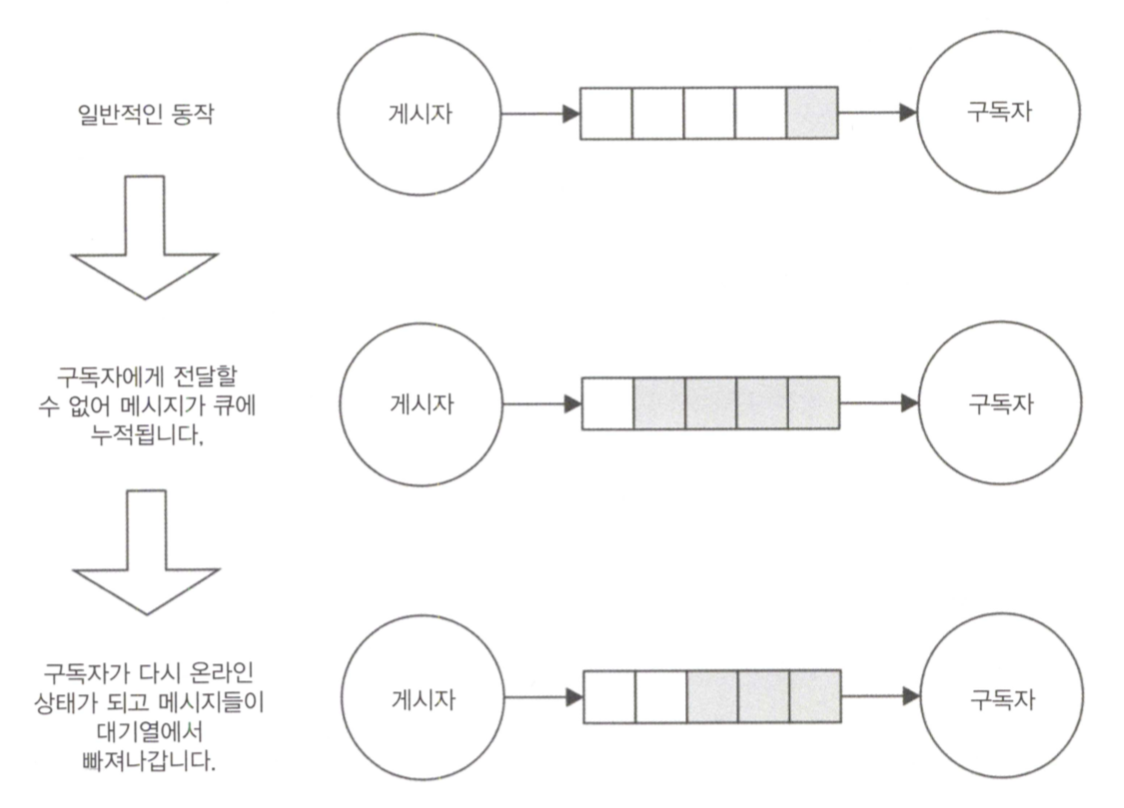 일반적인 동작
게시자
구독자
구독자에게 전달할
수 없어 메시지가 큐에
누적됩니다.
게시자
구독자
구독자가 다시 온라인
상태가 되고 메시지들이
대기열에서
빠져나갑니다.
게시자
구독자